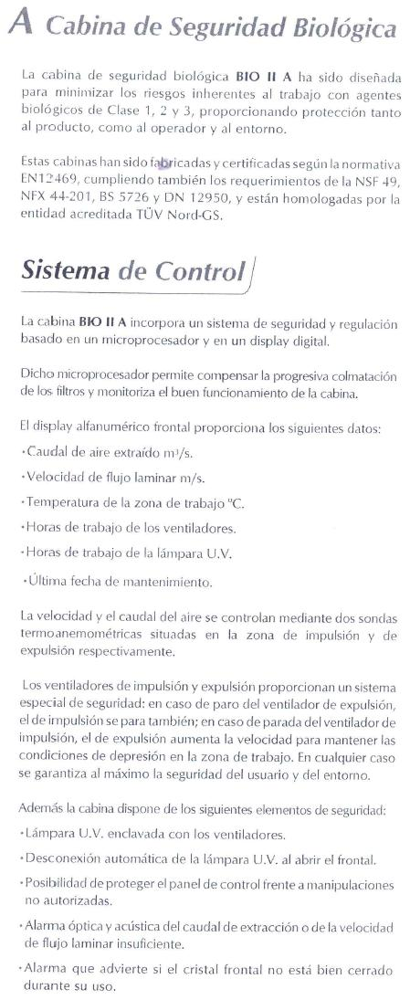 A Cabina de Seguridad Biológica
La cabina de seguridad biológica BIO II A ha sido diseñada
para minimizar los riesgos inherentes al trabajo con agentes
biológicos de Clase 1, 2 y 3, proporcionando protección tanto
al producto, como al operador y al entorno.
Estas cabinas han sido fabricadas y certificadas según la normativa
EN12469, cumpliendo también los requerimientos de la NSF 49,
NFX 44-201, BS 5726 y DN 12950, y están homologadas por la
entidad acreditada TÜV Nord-GS.
Sistema de Control
La cabina BIO II A incorpora un sistema de seguridad y regulación
basado en un microprocesador y en un display digital.
Dicho microprocesador permite compensar la progresiva colmatación
de los filtros y monitoriza el buen funcionamiento de la cabina.
El display alfanumérico frontal proporciona los siguientes datos:
·Caudal de aire extraído m³/s.
·Velocidad de flujo laminar m/s.
·Temperatura de la zona de trabajo ºC.
·Horas de trabajo de los ventiladores.
·Horas de trabajo de la lámpara U.V.
·Última fecha de mantenimiento.
La velocidad y el caudal del aire se controlan mediante dos sondas
termoanemométricas situadas en la zona de impulsión y de
expulsión respectivamente.
Los ventiladores de impulsión y expulsión proporcionan un sistema
especial de seguridad: en caso de paro del ventilador de expulsión,
el de impulsión se para también; en caso de parada del ventilador de
impulsión, el de expulsión aumenta la velocidad para mantener las
condiciones de depresión en la zona de trabajo. En cualquier caso
se garantiza al máximo la seguridad del usuario y del entorno.
Además la cabina dispone de los siguientes elementos de seguridad:
·Lámpara U.V. enclavada con los ventiladores.
·Desconexión automática de la lámpara U.V. al abrir el frontal.
·Posibilidad de proteger el panel de control frente a manipulaciones
no autorizadas.
·Alarma óptica y acústica del caudal de extracción o de la velocidad
de flujo laminar insuficiente.
·Alarma que advierte si el cristal frontal no está bien cerrado
durante su uso.